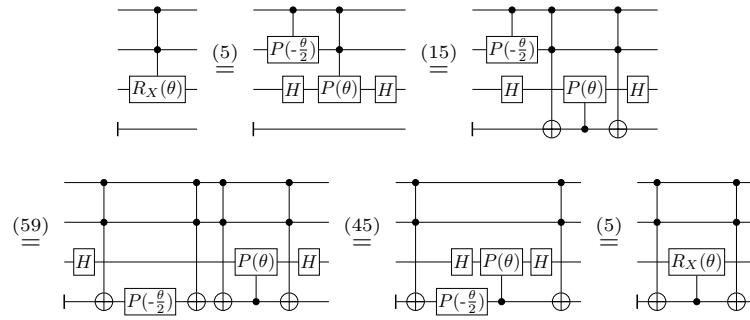 (5) (15)
P(-θ/2) P(-θ/2)
R_X(θ) = H P(θ) H = H P(θ) H
(59) (45) (5)
= H P(θ) H = H P(θ) H = R_X(θ)
P(-θ/2) P(-θ/2)